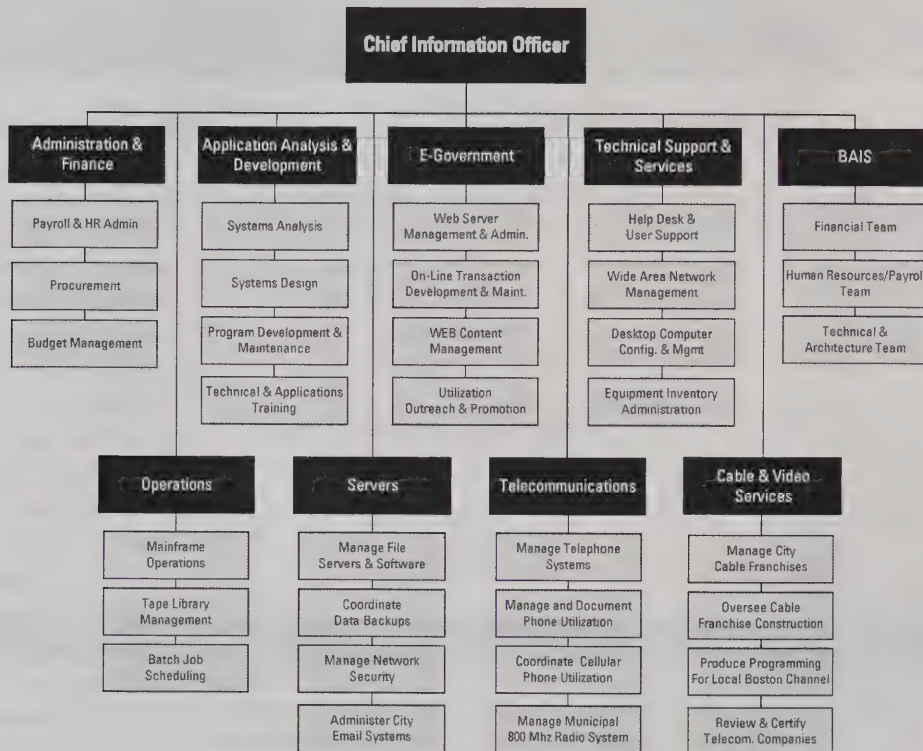 Chief Information Officer
Administration &
Finance
Payroll & HR Admin
Procurement
Budget Management
Application Analysis &
Development
Systems Analysis
Systems Design
Program Development &
Maintenance
Technical & Applications
Training
E-Government
Web Server
Management & Admin.
On-Line Transaction
Development & Maint.
WEB Content
Management
Utilization
Outreach & Promotion
Technical Support &
Services
Help Desk &
User Support
Wide Area Network
Management
Desktop Computer
Config. & Mgmt
Equipment Inventory
Administration
BAIS
Financial Team
Human Resources/Payroll
Team
Technical &
Architecture Team
Operations
Mainframe
Operations
Tape Library
Management
Batch Job
Scheduling
Servers
Manage File
Servers & Software
Coordinate
Data Backups
Manage Network
Security
Administer City
Email Systems
Telecommunications
Manage Telephone
Systems
Manage and Document
Phone Utilization
Coordinate Cellular
Phone Utilization
Manage Municipal
800 Mhz Radio System
Cable & Video
Services
Manage City
Cable Franchises
Oversee Cable
Franchise Construction
Produce Programming
For Local Boston Channel
Review & Certify
Telecom. Companies